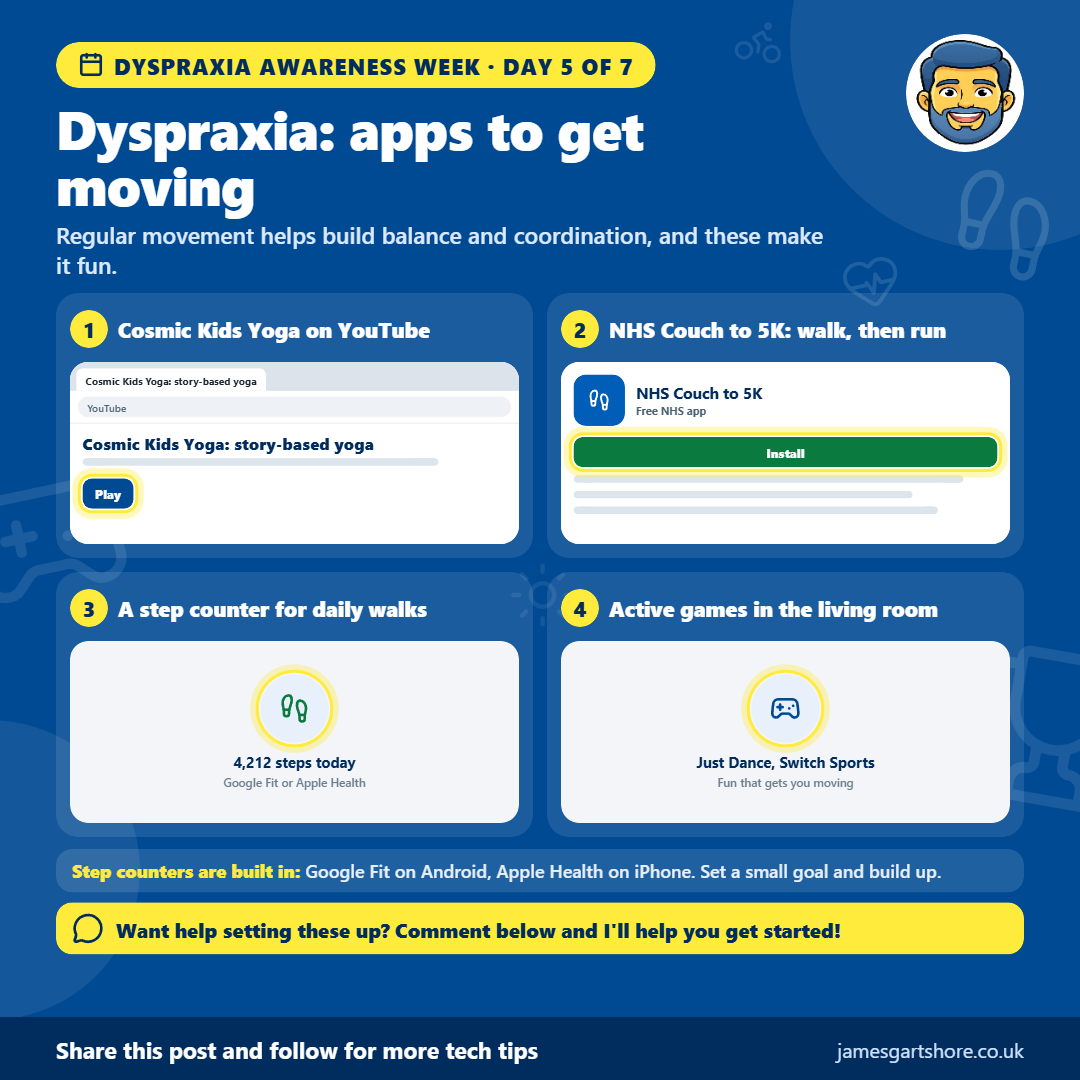 DYSPRAXIA AWARENESS WEEK · DAY 5 OF 7
Dyspraxia: apps to get
moving
Regular movement helps build balance and coordination, and these make
it fun.
1 Cosmic Kids Yoga on YouTube
Cosmic Kids Yoga: story-based yoga
YouTube
Cosmic Kids Yoga: story-based yoga
Play
2 NHS Couch to 5K: walk, then run
NHS Couch to 5K
Free NHS app
Install
3 A step counter for daily walks
4,212 steps today
Google Fit or Apple Health
4 Active games in the living room
Just Dance, Switch Sports
Fun that gets you moving
Step counters are built in: Google Fit on Android, Apple Health on iPhone. Set a small goal and build up.
Want help setting these up? Comment below and I'll help you get started!
Share this post and follow for more tech tips
jamesgartshore.co.uk